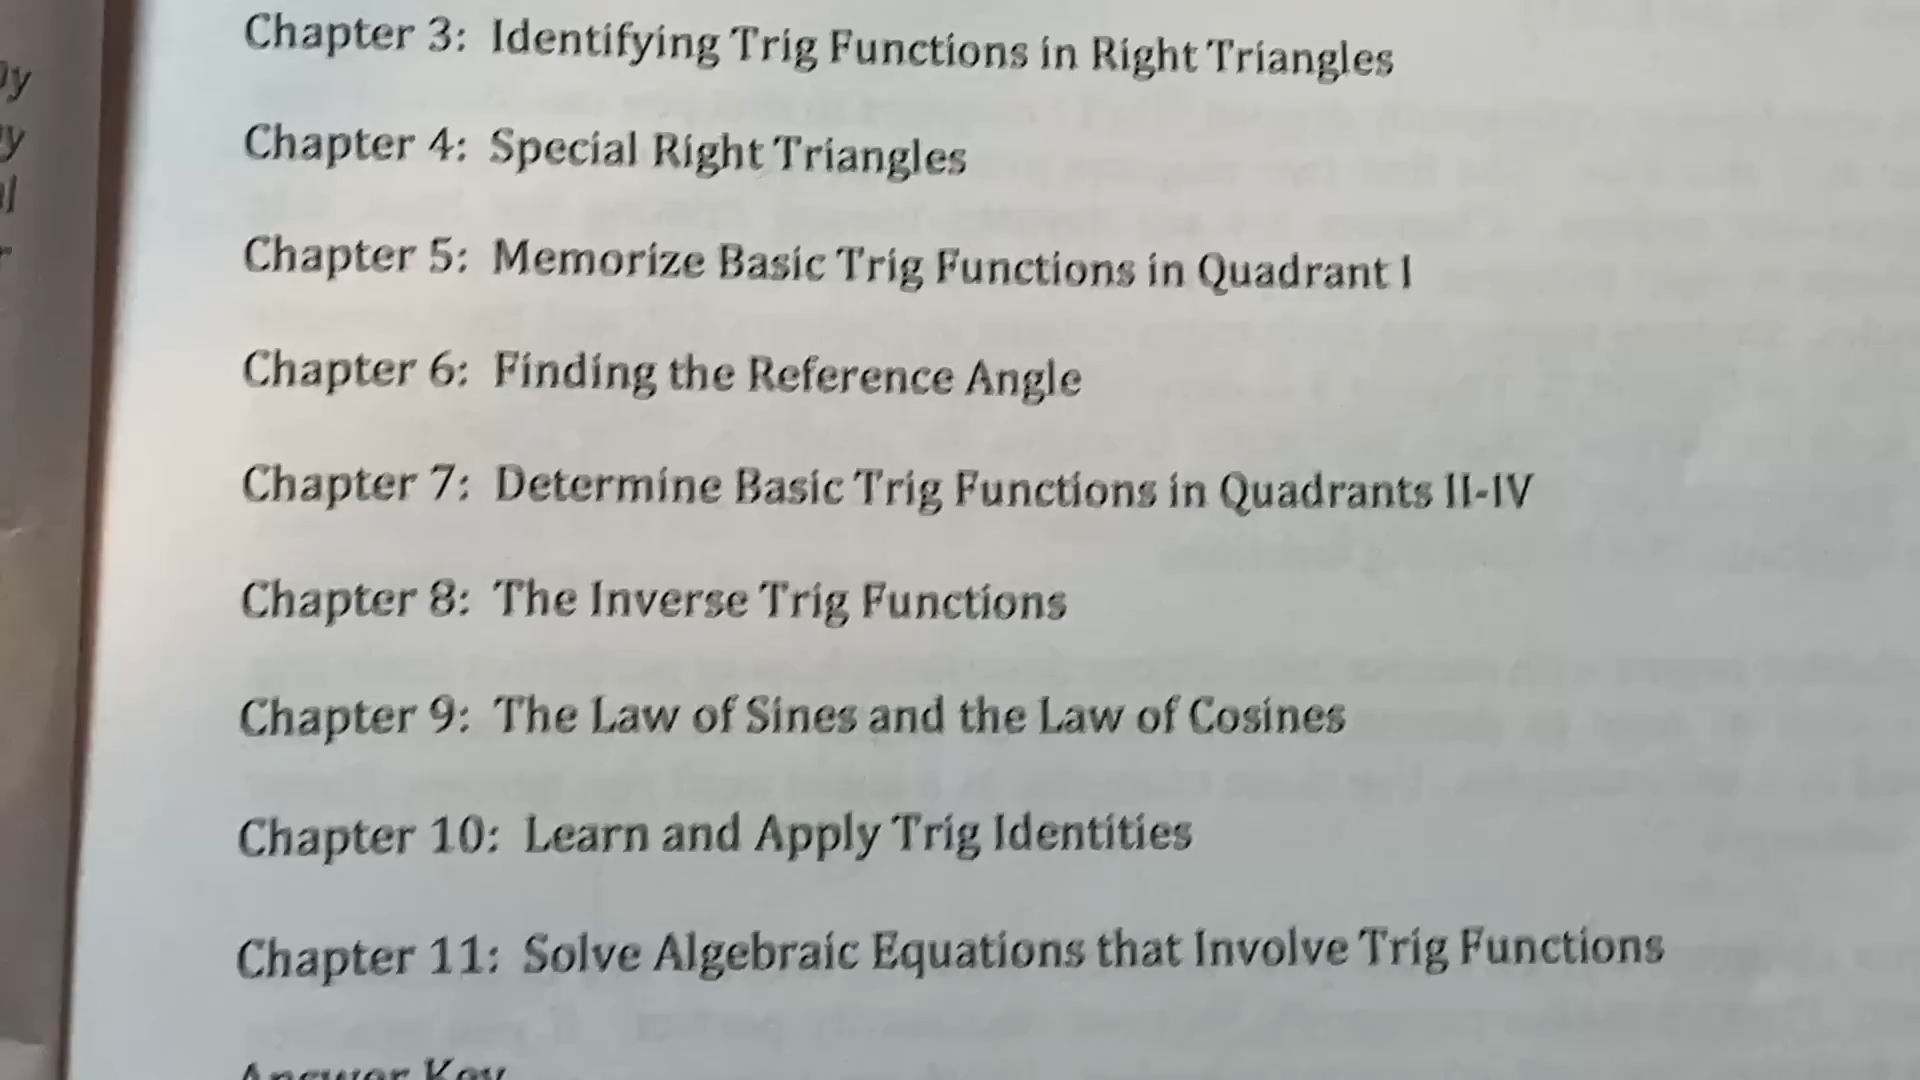 Chapter 3: Identifying Trig Functions in Right Triangles
Chapter 4: Special Right Triangles
Chapter 5: Memorize Basic Trig Functions in Quadrant I
Chapter 6: Finding the Reference Angle
Chapter 7: Determine Basic Trig Functions in Quadrants II-IV
Chapter 8: The Inverse Trig Functions
Chapter 9: The Law of Sines and the Law of Cosines
Chapter 10: Learn and Apply Trig Identities
Chapter 11: Solve Algebraic Equations that Involve Trig Functions
Answer Key